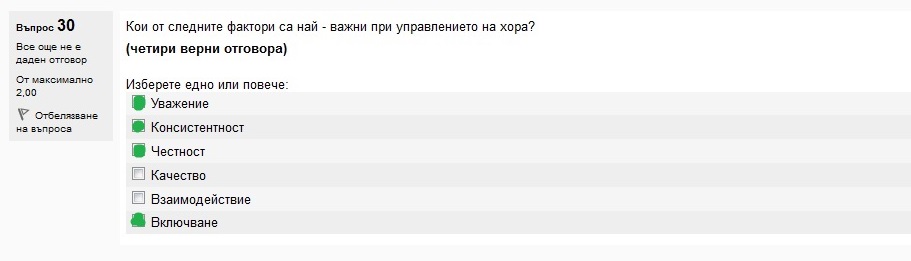 Въпрос 30
Все още не е
даден отговор
От максимално
2,00
Отбелязване
на въпроса
Кои от следните фактори са най - важни при управлението на хора?
(четири верни отговора)
Изберете едно или повече:
Уважение
Консистентност
Честност
Качество
Взаимодействие
Включване